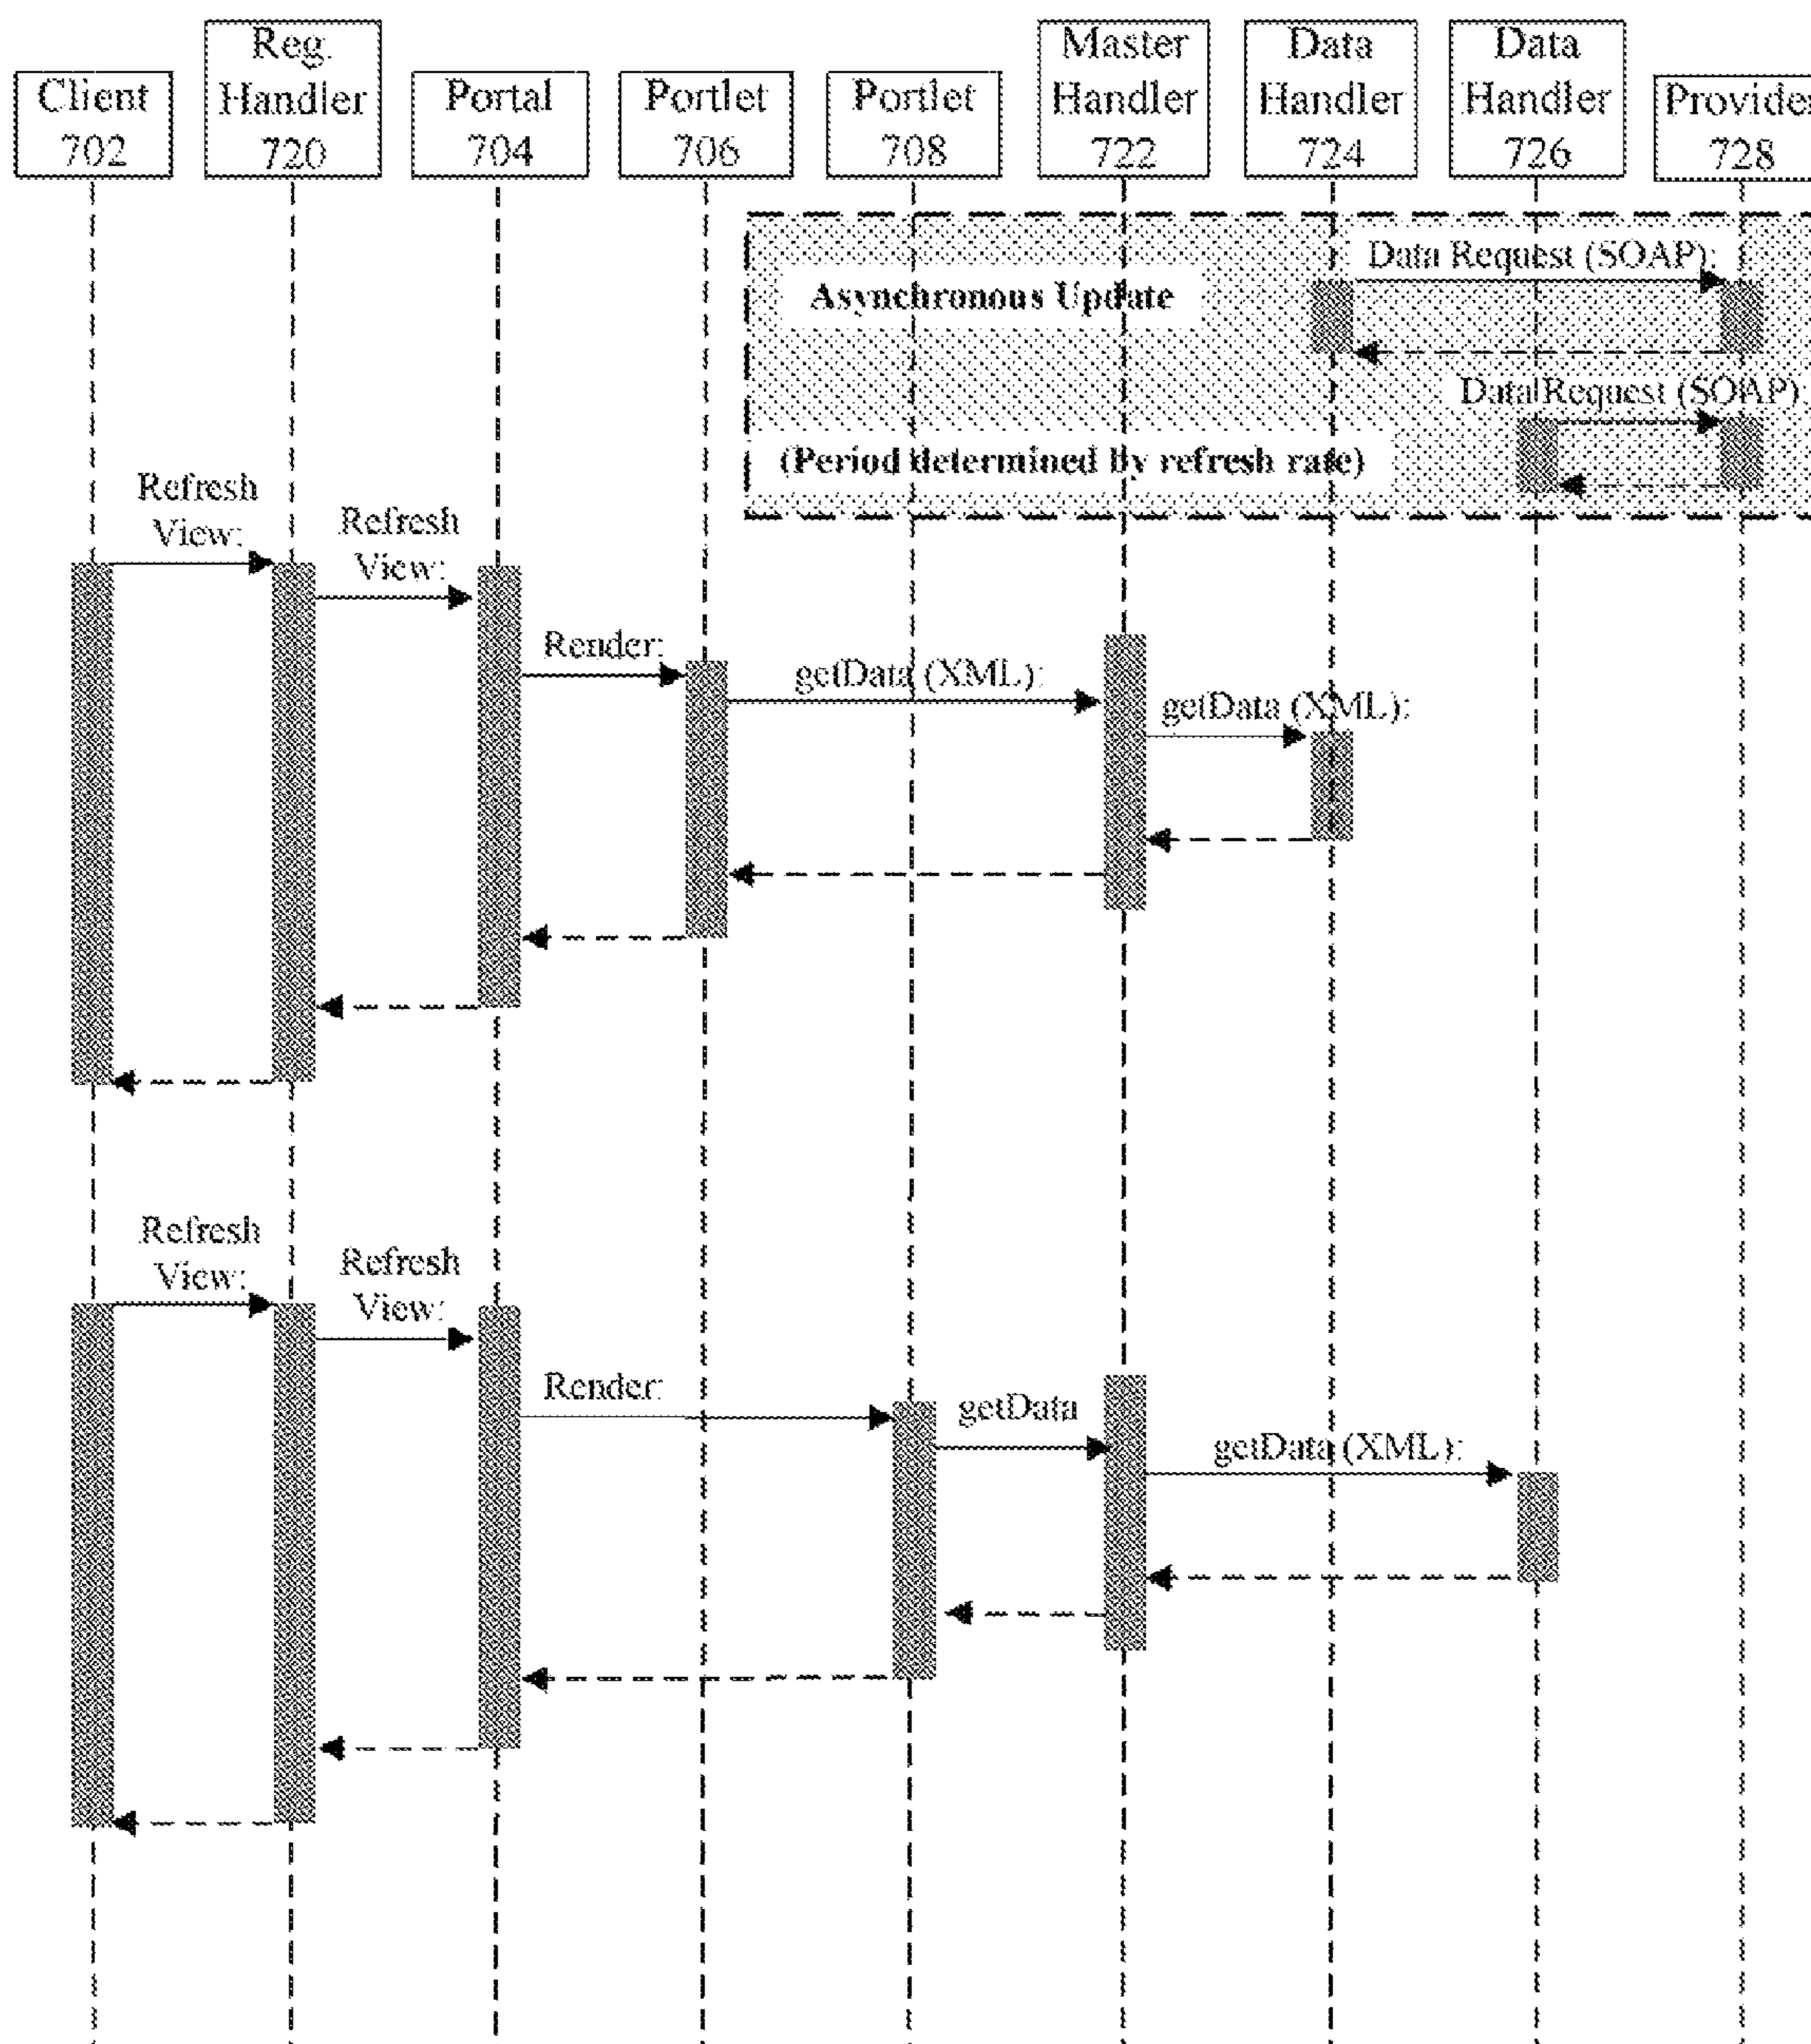 Client
702
Reg.
Handler
720
Portal
704
Portlet
706
Portlet
708
Master
Handler
722
Data
Handler
724
Data
Handler
726
Provider
728
Data Request (SOAP):
Asynchronous Update
Data Request (SOAP):
(Period determined by refresh rate)
Refresh
View:
Refresh
View:
Render:
getData (XML):
getData (XML):
Refresh
View:
Refresh
View:
Render:
getData
getData (XML):